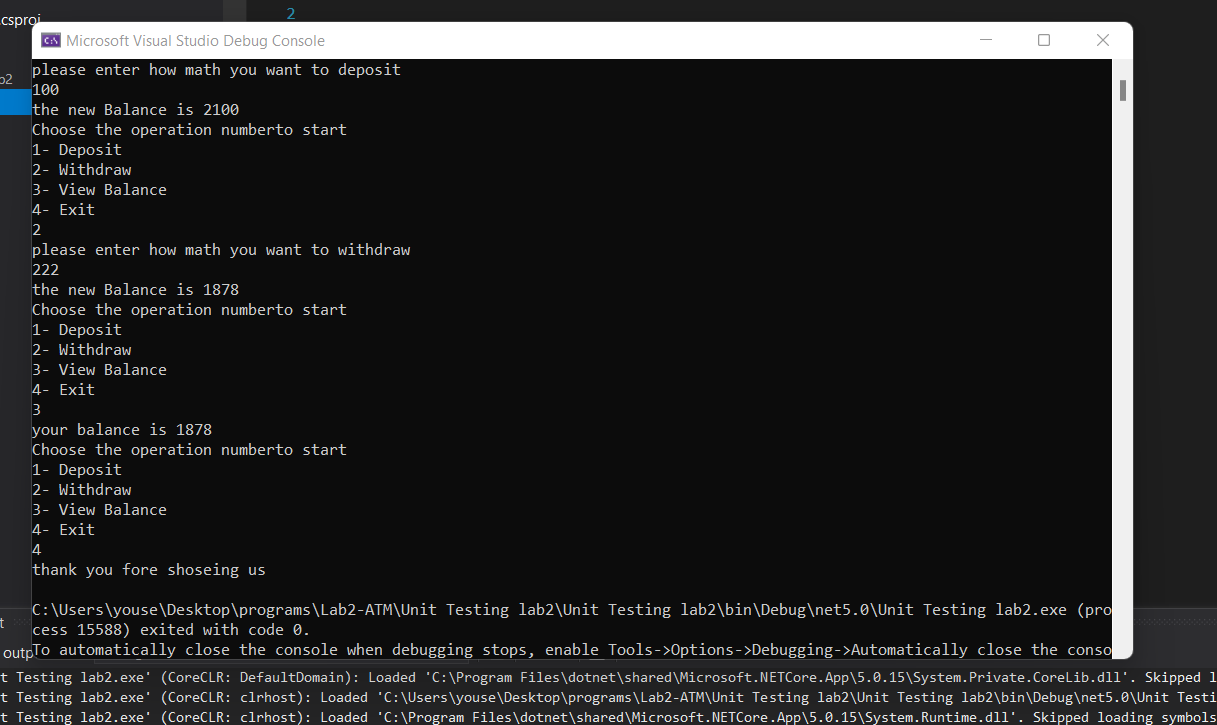 .csproj
2
Microsoft Visual Studio Debug Console
please enter how math you want to deposit
100
the new Balance is 2100
Choose the operation numberto start
1- Deposit
2- Withdraw
3- View Balance
4- Exit
2
please enter how math you want to withdraw
222
the new Balance is 1878
Choose the operation numberto start
1- Deposit
2- Withdraw
3- View Balance
4- Exit
3
your balance is 1878
Choose the operation numberto start
1- Deposit
2- Withdraw
3- View Balance
4- Exit
4
thank you fore shoseing us
C:\Users\youse\Desktop\programs\Lab2-ATM\Unit Testing lab2\Unit Testing lab2\bin\Debug\net5.0\Unit Testing lab2.exe (pro
cess 15588) exited with code 0.
To automatically close the console when debugging stops, enable Tools->Options->Debugging->Automatically close the conso
t Testing lab2.exe' (CoreCLR: DefaultDomain): Loaded 'C:\Program Files\dotnet\shared\Microsoft.NETCore.App\5.0.15\System.Private.CoreLib.dll'. Skipped l
t Testing lab2.exe' (CoreCLR: clrhost): Loaded 'C:\Users\youse\Desktop\programs\Lab2-ATM\Unit Testing lab2\Unit Testing lab2\bin\Debug\net5.0\Unit Testi
t Testing lab2.exe' (CoreCLR: clrhost): Loaded 'C:\Program Files\dotnet\shared\Microsoft.NETCore.App\5.0.15\System.Runtime.dll'. Skipped loading symbols